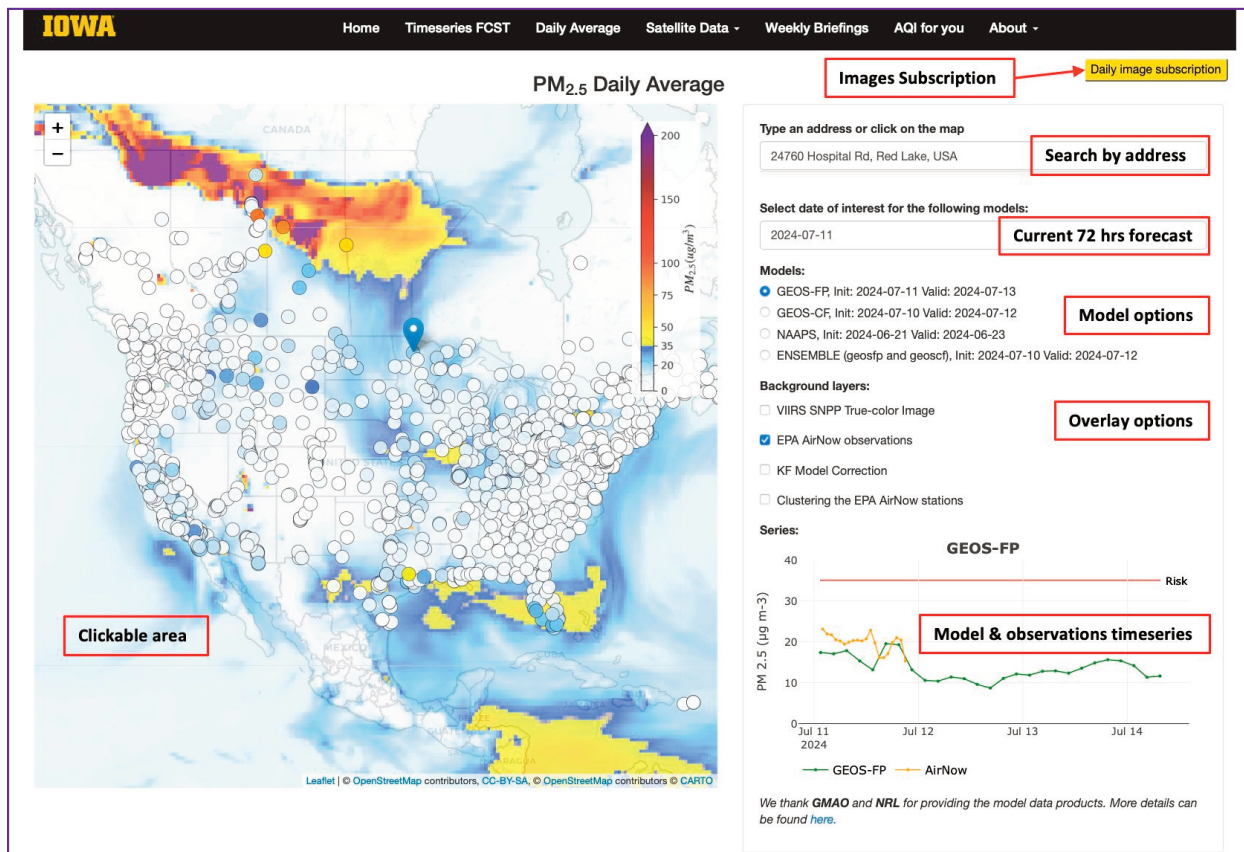 IOWA
Home Timeseries FCST Daily Average Satellite Data Weekly Briefings AQI for you About
Images Subscription
Daily image subscription
PM2.5 Daily Average
+
−
CANADA
200
150
100
75
50
35
20
0
PM2.5(ug/m3)
UNITED STATES
MEXICO
CUBA
BELIZE
NICARAGUA
Clickable area
Leaflet | © OpenStreetMap contributors, CC-BY-SA, © OpenStreetMap contributors © CARTO
Type an address or click on the map
24760 Hospital Rd, Red Lake, USA
Search by address
Select date of interest for the following models:
2024-07-11
Current 72 hrs forecast
Models:
GEOS-FP, Init: 2024-07-11 Valid: 2024-07-13
GEOS-CF, Init: 2024-07-10 Valid: 2024-07-12
NAAPS, Init: 2024-06-21 Valid: 2024-06-23
ENSEMBLE (geosfp and geoscf), Init: 2024-07-10 Valid: 2024-07-12
Model options
Background layers:
VIIRS SNPP True-color Image
EPA AirNow observations
KF Model Correction
Clustering the EPA AirNow stations
Overlay options
Series:
GEOS-FP
40
30
20
10
0
PM 2.5 (µg m-3)
Risk
Model & observations timeseries
Jul 11 Jul 12 Jul 13 Jul 14
2024
GEOS-FP AirNow
We thank GMAO and NRL for providing the model data products. More details can
be found here.